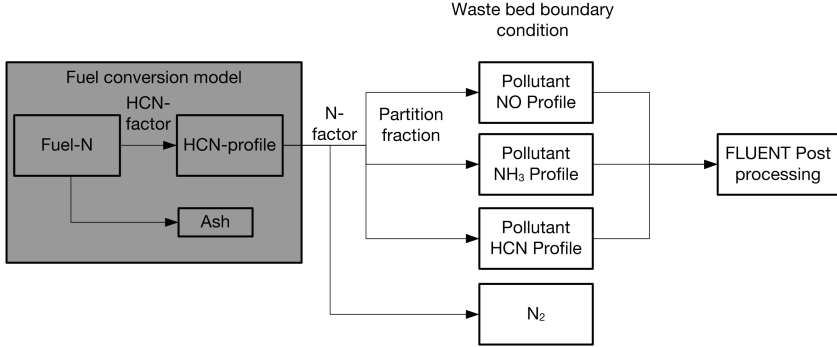 Waste bed boundary
condition
Fuel conversion model
HCN-
factor
Fuel-N
HCN-profile
Ash
N-
factor
Partition
fraction
Pollutant
NO Profile
Pollutant
NH₃ Profile
Pollutant
HCN Profile
N₂
FLUENT Post
processing